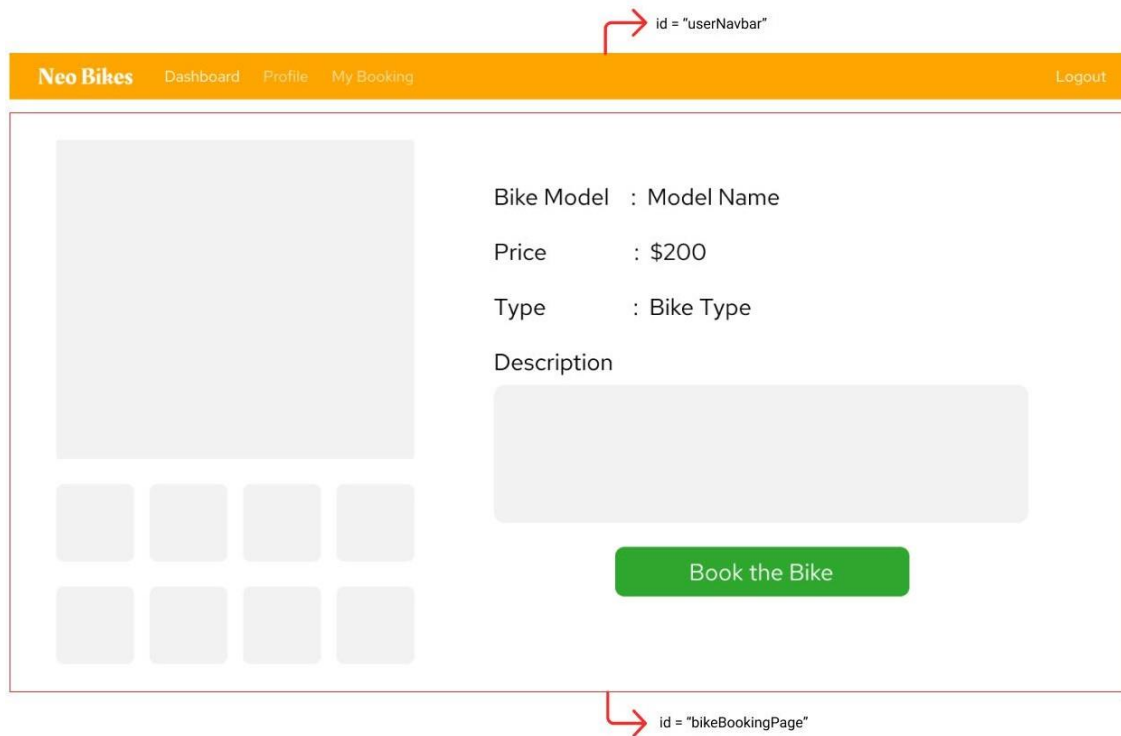 id = “userNavbar”
Neo Bikes Dashboard Profile My Booking Logout
Bike Model : Model Name
Price : $200
Type : Bike Type
Description
Book the Bike
id = “bikeBookingPage”